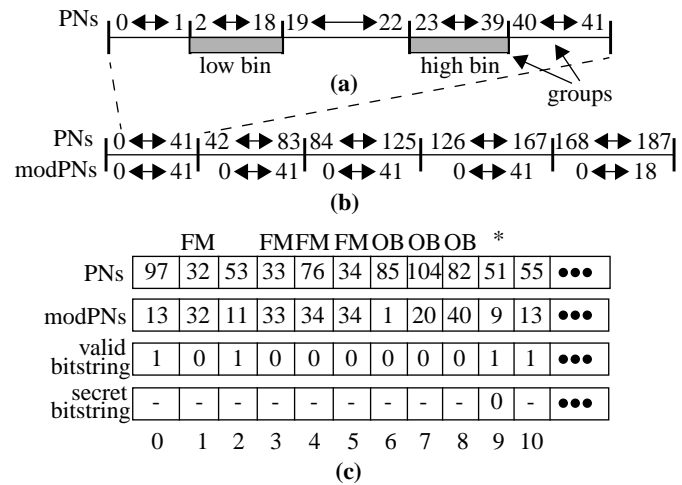 PNs 0 1 2 18 19 22 23 39 40 41
low bin high bin
(a) groups
PNs 0 41 42 83 84 125 126 167 168 187
modPNs 0 41 0 41 0 41 0 41 0 18
(b)
FM FM FM FM OB OB OB *
PNs 97 32 53 33 76 34 85 104 82 51 55 •••
modPNs 13 32 11 33 34 34 1 20 40 9 13 •••
valid
bitstring 1 0 1 0 0 0 0 0 0 1 1 •••
secret
bitstring - - - - - - - - - 0 - •••
0 1 2 3 4 5 6 7 8 9 10
(c)